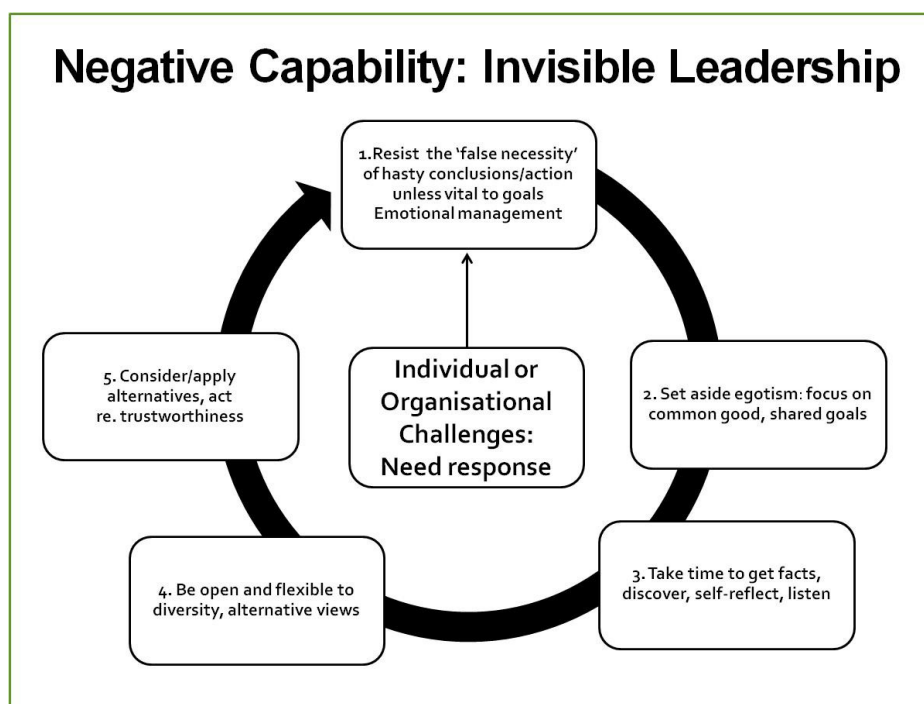 Negative Capability: Invisible Leadership
1.Resist the ‘false necessity’
of hasty conclusions/action
unless vital to goals
Emotional management
Individual or
Organisational
Challenges:
Need response
2. Set aside egotism: focus on
common good, shared goals
3. Take time to get facts,
discover, self-reflect, listen
4. Be open and flexible to
diversity, alternative views
5. Consider/apply
alternatives, act
re. trustworthiness